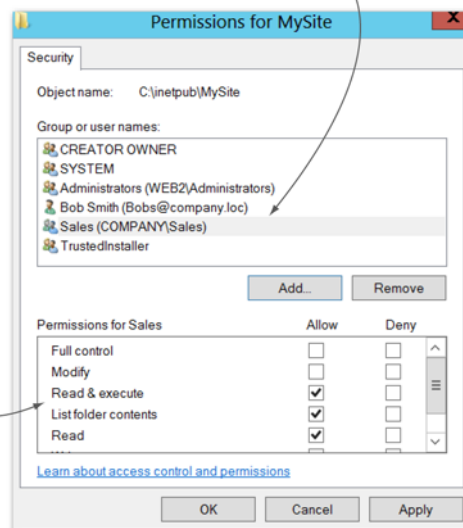 Permissions for MySite
X
Security
Object name: C:\inetpub\MySite
Group or user names:
CREATOR OWNER
SYSTEM
Administrators (WEB2\Administrators)
Bob Smith (Bobs@company.loc)
Sales (COMPANY\Sales)
TrustedInstaller
Add... Remove
Permissions for Sales Allow Deny
Full control
Modify
Read & execute
List folder contents
Read
Learn about access control and permissions
OK Cancel Apply